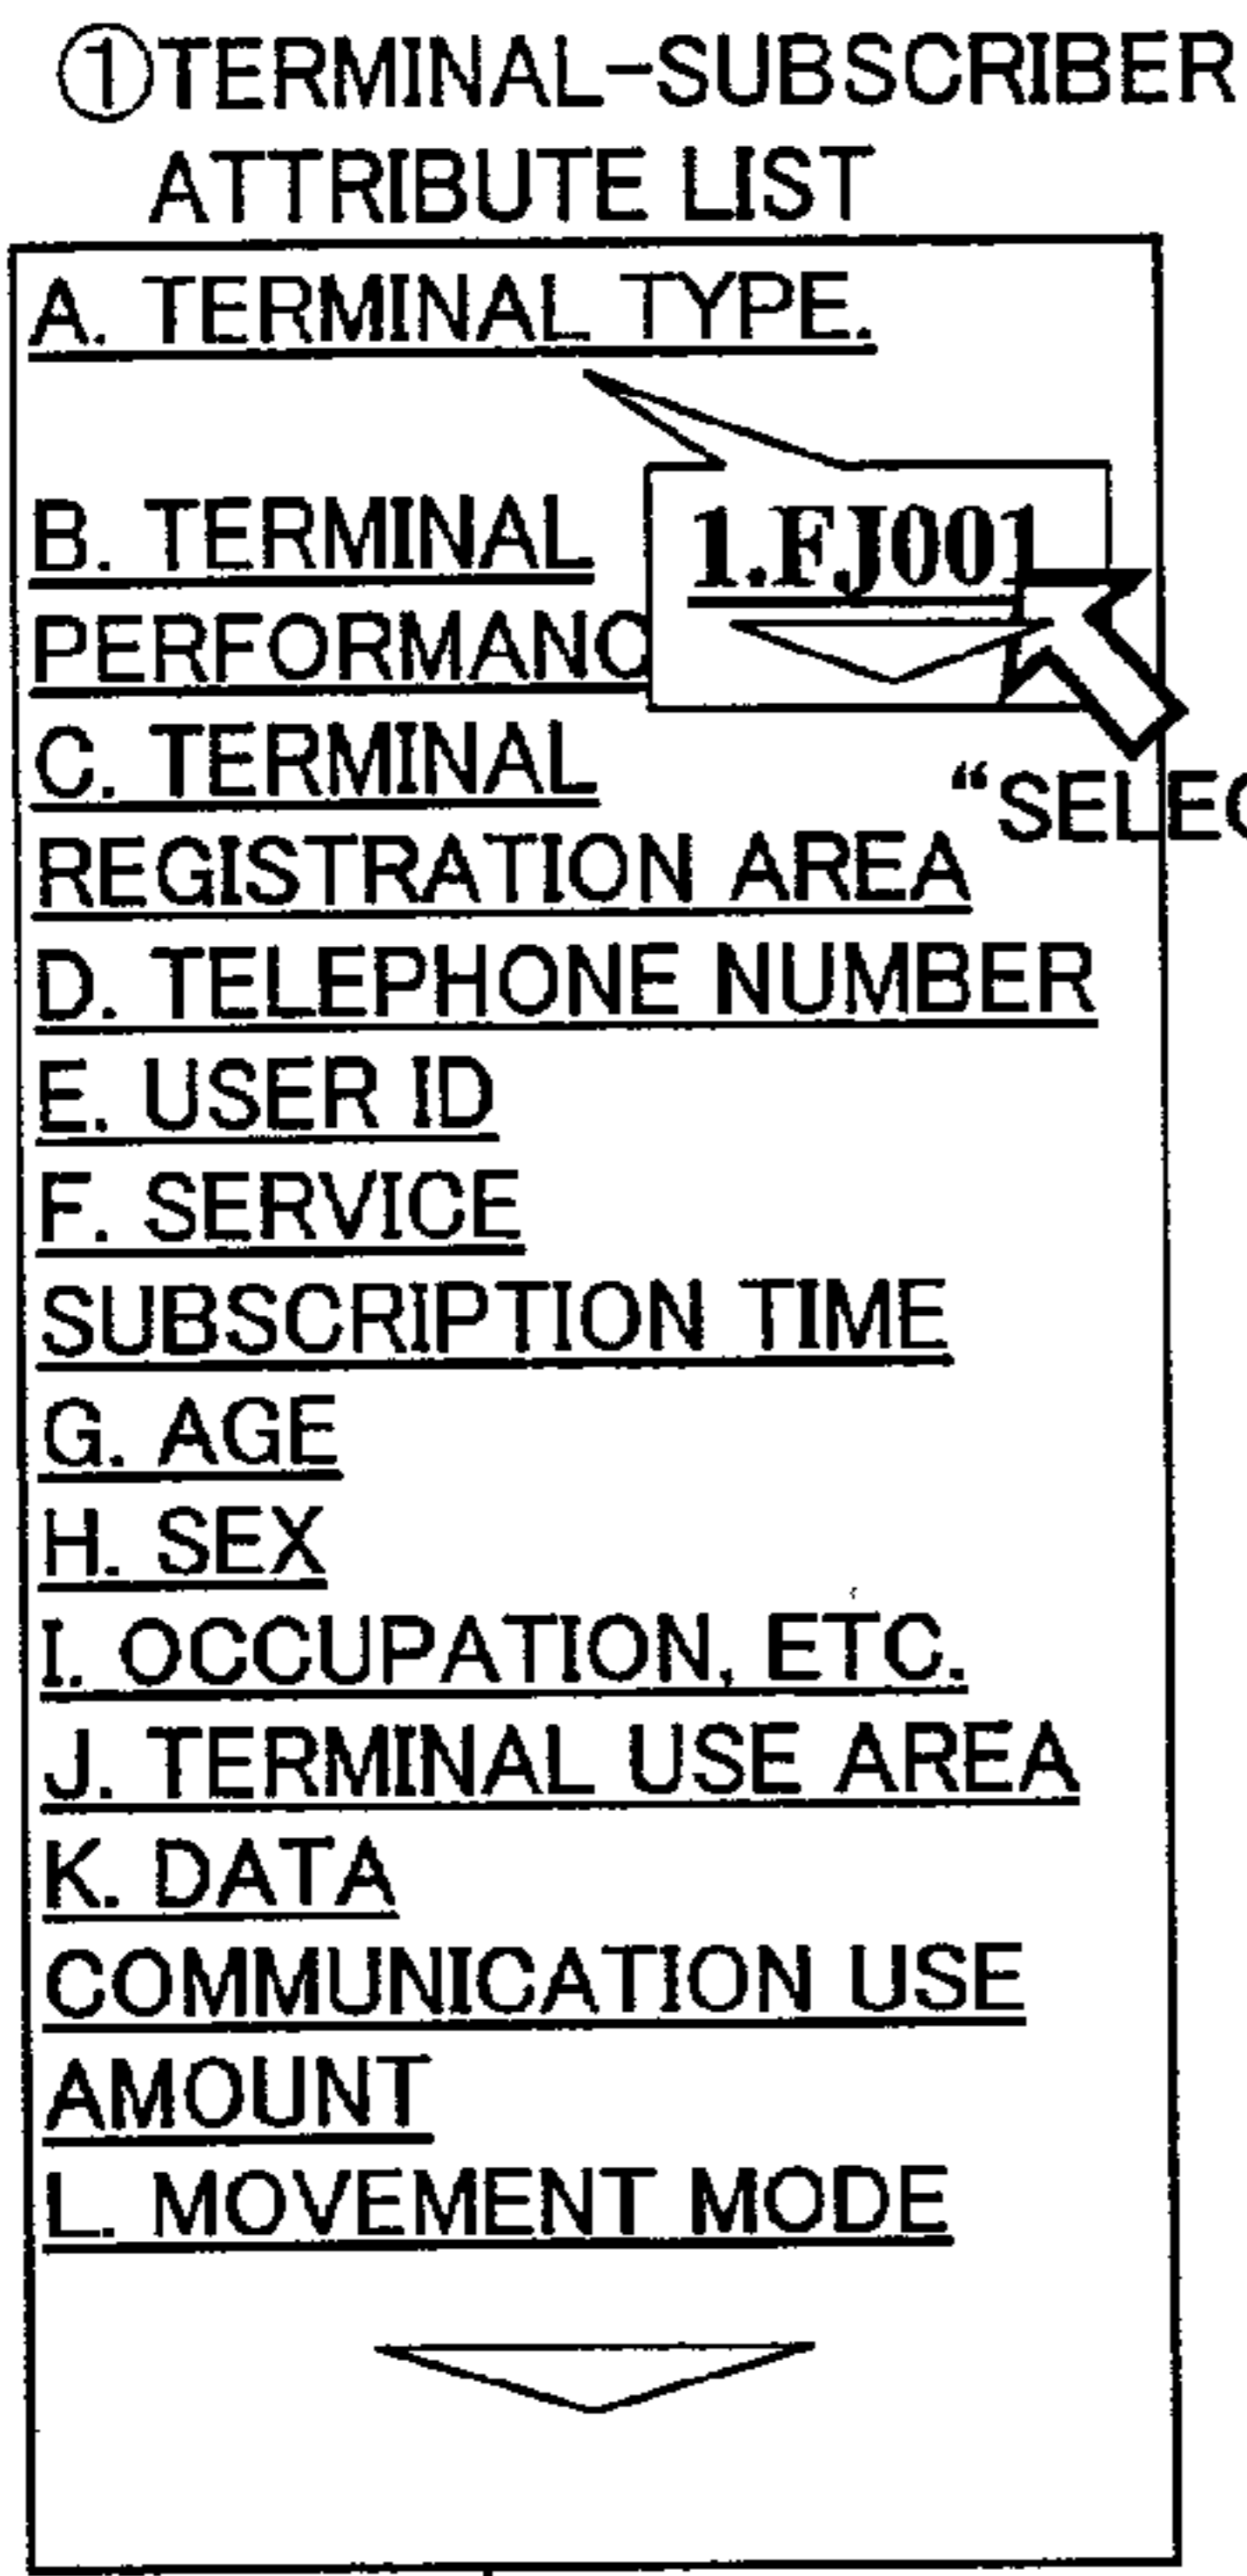 ①TERMINAL-SUBSCRIBER
ATTRIBUTE LIST
A. TERMINAL TYPE.
1.FJ001
B. TERMINAL
PERFORMANC
C. TERMINAL
“SELEC
REGISTRATION AREA
D. TELEPHONE NUMBER
E. USER ID
F. SERVICE
SUBSCRIPTION TIME
G. AGE
H. SEX
I. OCCUPATION, ETC.
J. TERMINAL USE AREA
K. DATA
COMMUNICATION USE
AMOUNT
L. MOVEMENT MODE